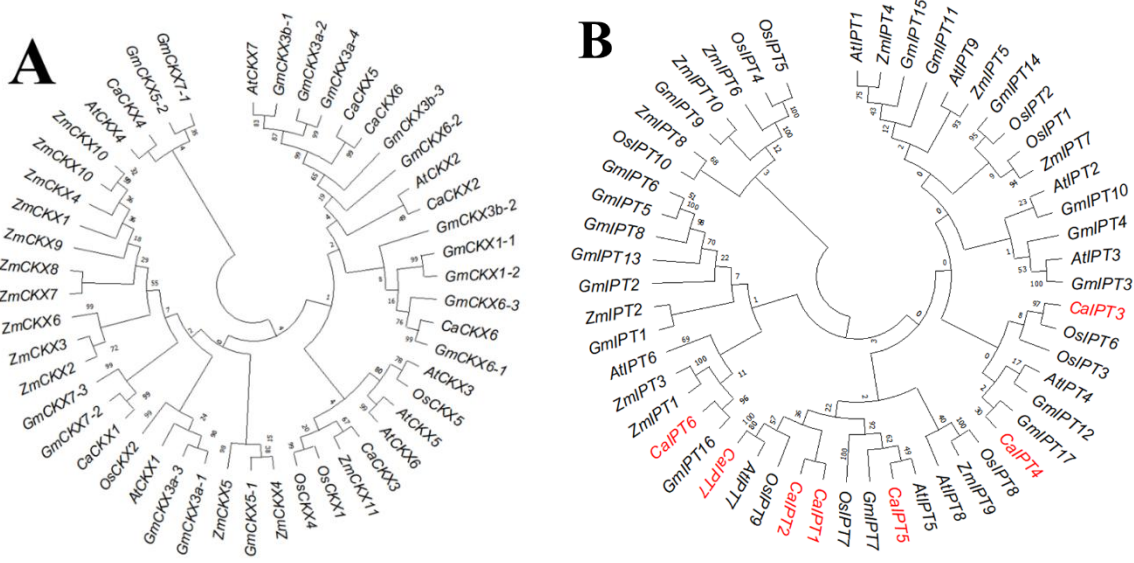 A
AtCKX7
GmCKX3b-1
GmCKX3a-2
GmCKX3a-4
CaCKX5
CaCKX6
GmCKX3b-3
GmCKX6-2
AtCKX2
CaCKX2
GmCKX3b-2
GmCKX1-1
GmCKX1-2
GmCKX6-3
CaCKX6
GmCKX6-1
AtCKX3
OsCKX5
AtCKX5
AtCKX6
CaCKX3
ZmCKX11
OsCKX1
OsCKX4
ZmCKX4
GmCKX5-1
ZmCKX5
GmCKX3a-1
GmCKX3a-3
AtCKX1
OsCKX2
CaCKX1
GmCKX7-2
GmCKX7-3
ZmCKX2
ZmCKX3
ZmCKX6
ZmCKX7
ZmCKX8
ZmCKX9
ZmCKX1
ZmCKX4
ZmCKX10
ZmCKX10
AtCKX4
CaCKX4
GmCKX5-2
GmCKX7-1
B
AtIPT1
ZmIPT4
GmIPT15
GmIPT11
AtIPT9
ZmIPT5
GmIPT14
OsIPT2
OsIPT1
ZmIPT7
AtIPT2
GmIPT10
GmIPT4
AtIPT3
GmIPT3
CaIPT3
OsIPT6
OsIPT3
AtIPT4
GmIPT12
GmIPT17
CaIPT4
OsIPT8
ZmIPT9
AtIPT8
AtIPT5
CaIPT5
GmIPT7
OsIPT7
CaIPT1
CaIPT2
OsIPT9
AtIPT7
CaIPT7
GmIPT16
CaIPT6
ZmIPT1
ZmIPT3
AtIPT6
GmIPT1
ZmIPT2
GmIPT2
GmIPT13
GmIPT8
GmIPT5
GmIPT6
OsIPT10
ZmIPT8
GmIPT9
ZmIPT10
ZmIPT6
OsIPT4
OsIPT5